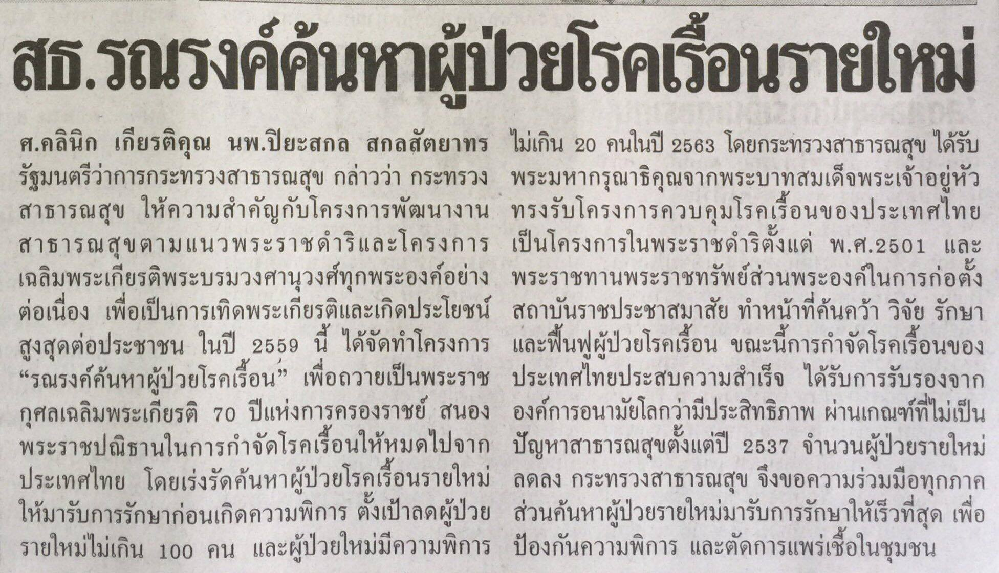 สธ.รณรงค์ค้นหาผู้ป่วยโรคเรื้อนรายใหม่
ศ.คลินิก เกียรติคุณ นพ.ปิยะสกล สกลสัตยาทร
รัฐมนตรีว่าการกระทรวงสาธารณสุข กล่าวว่า กระทรวง
สาธารณสุข ให้ความสำคัญกับโครงการพัฒนางาน
สาธารณสุขตามแนวพระราชดำริและโครงการ
เฉลิมพระเกียรติพระบรมวงศานุวงศ์ทุกพระองค์อย่าง
ต่อเนื่อง เพื่อเป็นการเทิดพระเกียรติและเกิดประโยชน์
สูงสุดต่อประชาชน ในปี 2559 นี้ ได้จัดทำโครงการ
“รณรงค์ค้นหาผู้ป่วยโรคเรื้อน” เพื่อถวายเป็นพระราช
กุศลเฉลิมพระเกียรติ 70 ปีแห่งการครองราชย์ สนอง
พระราชปณิธานในการกำจัดโรคเรื้อนให้หมดไปจาก
ประเทศไทย โดยเร่งรัดค้นหาผู้ป่วยโรคเรื้อนรายใหม่
ให้มารับการรักษาก่อนเกิดความพิการ ตั้งเป้าลดผู้ป่วย
รายใหม่ไม่เกิน 100 คน และผู้ป่วยใหม่มีความพิการ
ไม่เกิน 20 คนในปี 2563 โดยกระทรวงสาธารณสุข ได้รับ
พระมหากรุณาธิคุณจากพระบาทสมเด็จพระเจ้าอยู่หัว
ทรงรับโครงการควบคุมโรคเรื้อนของประเทศไทย
เป็นโครงการในพระราชดำริตั้งแต่ พ.ศ.2501 และ
พระราชทานพระราชทรัพย์ส่วนพระองค์ในการก่อตั้ง
สถาบันราชประชาสมาสัย ทำหน้าที่ค้นคว้า วิจัย รักษา
และฟื้นฟูผู้ป่วยโรคเรื้อน ขณะนี้การกำจัดโรคเรื้อนของ
ประเทศไทยประสบความสำเร็จ ได้รับการรับรองจาก
องค์การอนามัยโลกว่ามีประสิทธิภาพ ผ่านเกณฑ์ที่ไม่เป็น
ปัญหาสาธารณสุขตั้งแต่ปี 2537 จำนวนผู้ป่วยรายใหม่
ลดลง กระทรวงสาธารณสุข จึงขอความร่วมมือทุกภาค
ส่วนค้นหาผู้ป่วยรายใหม่มารับการรักษาให้เร็วที่สุด เพื่อ
ป้องกันความพิการ และตัดการแพร่เชื้อในชุมชน